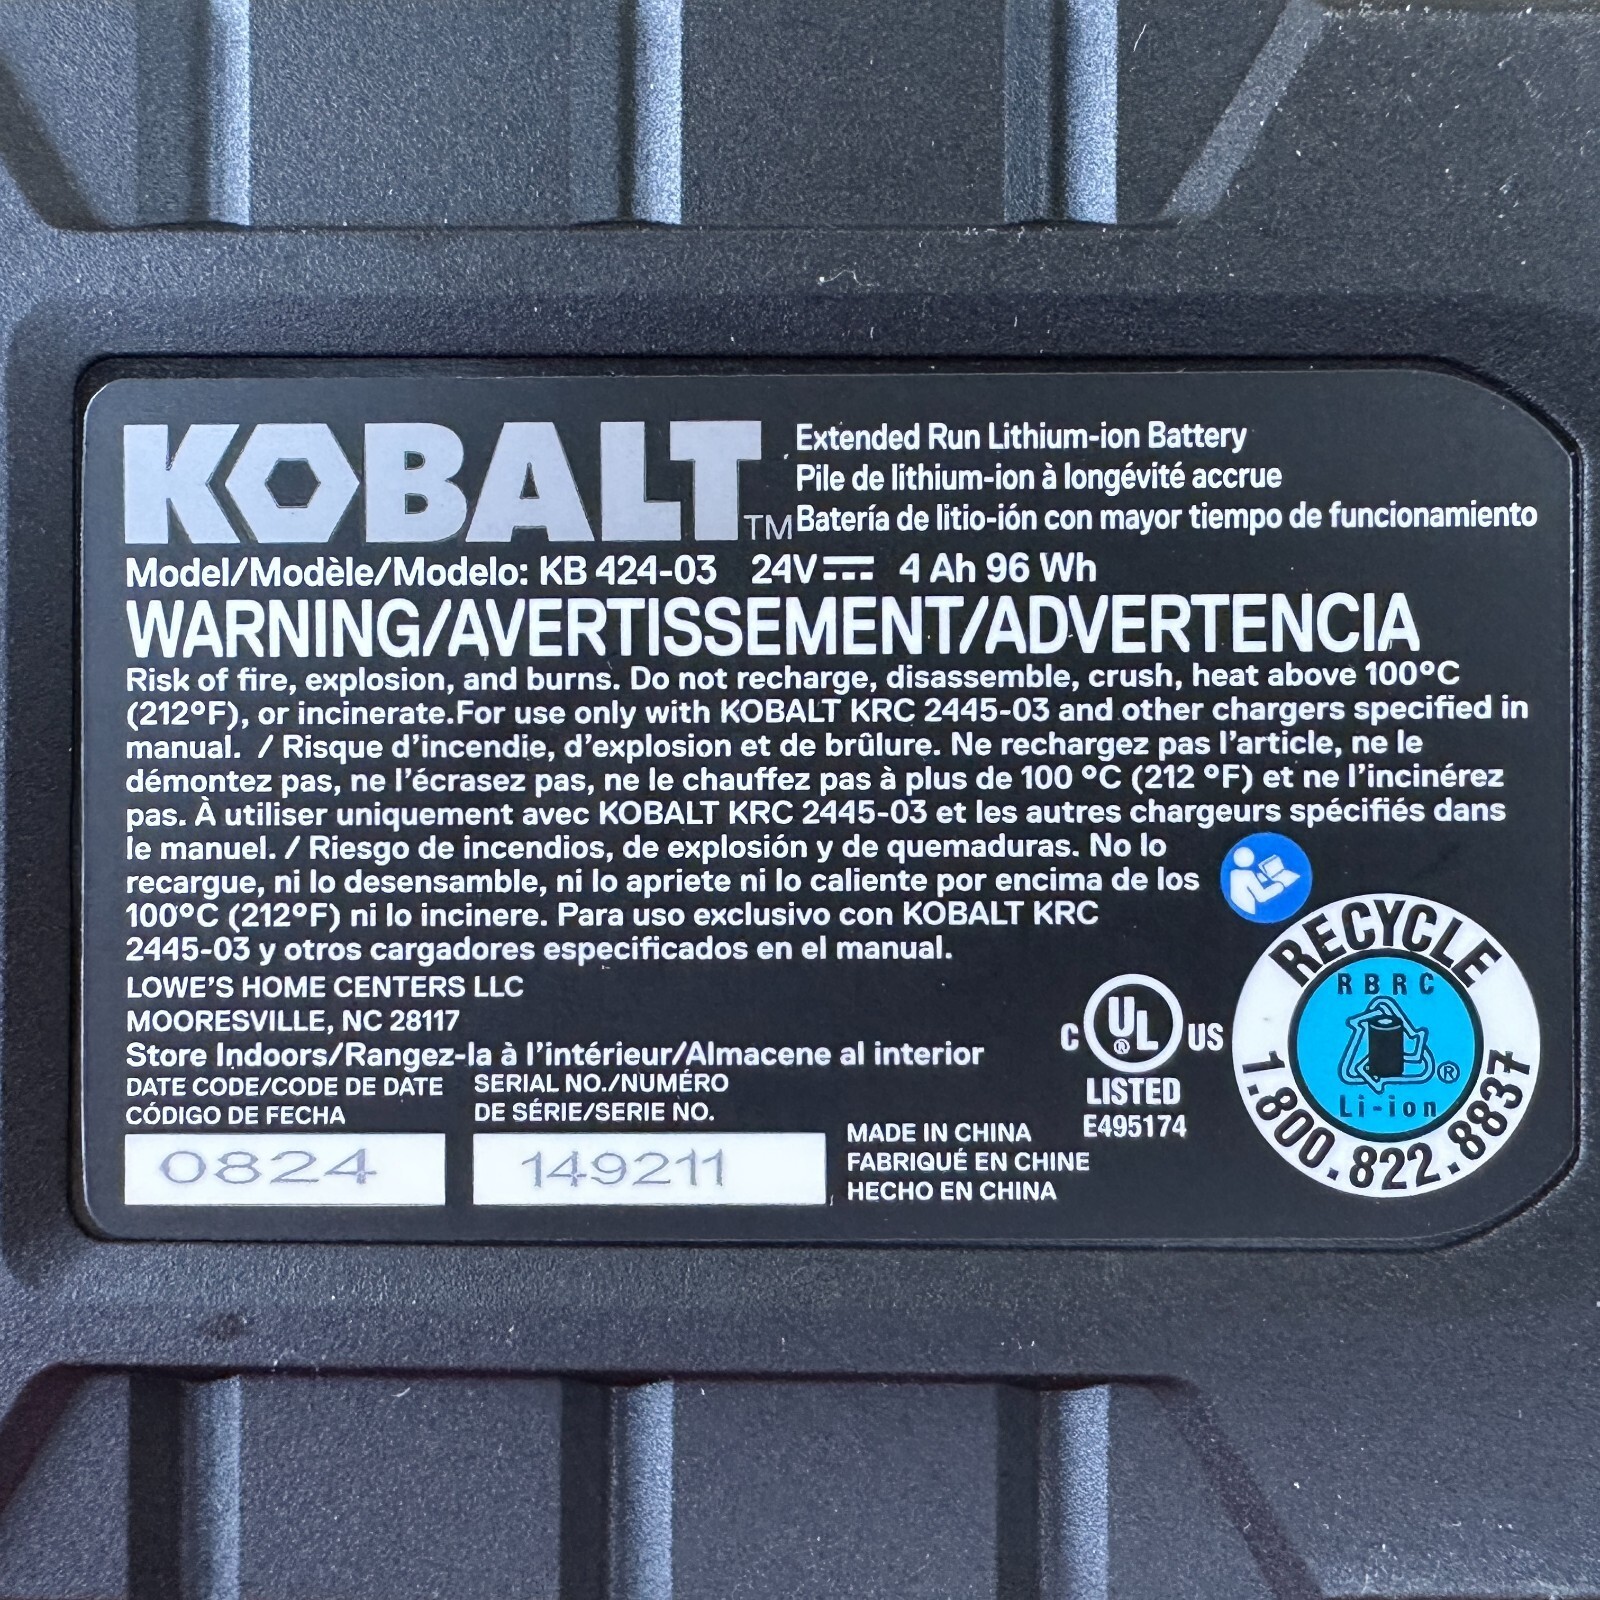 KOBALT TM
Extended Run Lithium-ion Battery
Pile de lithium-ion à longévité accrue
Batería de litio-ión con mayor tiempo de funcionamiento
Model/Modèle/Modelo: KB 424-03 24V⎓ 4 Ah 96 Wh
WARNING/AVERTISSEMENT/ADVERTENCIA
Risk of fire, explosion, and burns. Do not recharge, disassemble, crush, heat above 100°C
(212°F), or incinerate.For use only with KOBALT KRC 2445-03 and other chargers specified in
manual. / Risque d'incendie, d'explosion et de brûlure. Ne rechargez pas l'article, ne le
démontez pas, ne l'écrasez pas, ne le chauffez pas à plus de 100 °C (212 °F) et ne l'incinérez
pas. À utiliser uniquement avec KOBALT KRC 2445-03 et les autres chargeurs spécifiés dans
le manuel. / Riesgo de incendios, de explosión y de quemaduras. No lo
recargue, ni lo desensamble, ni lo apriete ni lo caliente por encima de los
100°C (212°F) ni lo incinere. Para uso exclusivo con KOBALT KRC
2445-03 y otros cargadores especificados en el manual.
LOWE'S HOME CENTERS LLC
MOORESVILLE, NC 28117
Store Indoors/Rangez-la à l'intérieur/Almacene al interior
DATE CODE/CODE DE DATE
CÓDIGO DE FECHA
0824
SERIAL NO./NUMÉRO
DE SÉRIE/SERIE NO.
149211
MADE IN CHINA
FABRIQUÉ EN CHINE
HECHO EN CHINA
C UL ® US
LISTED
E495174
RECYCLE
RBRC
®
Li-ion
1.800.822.8837